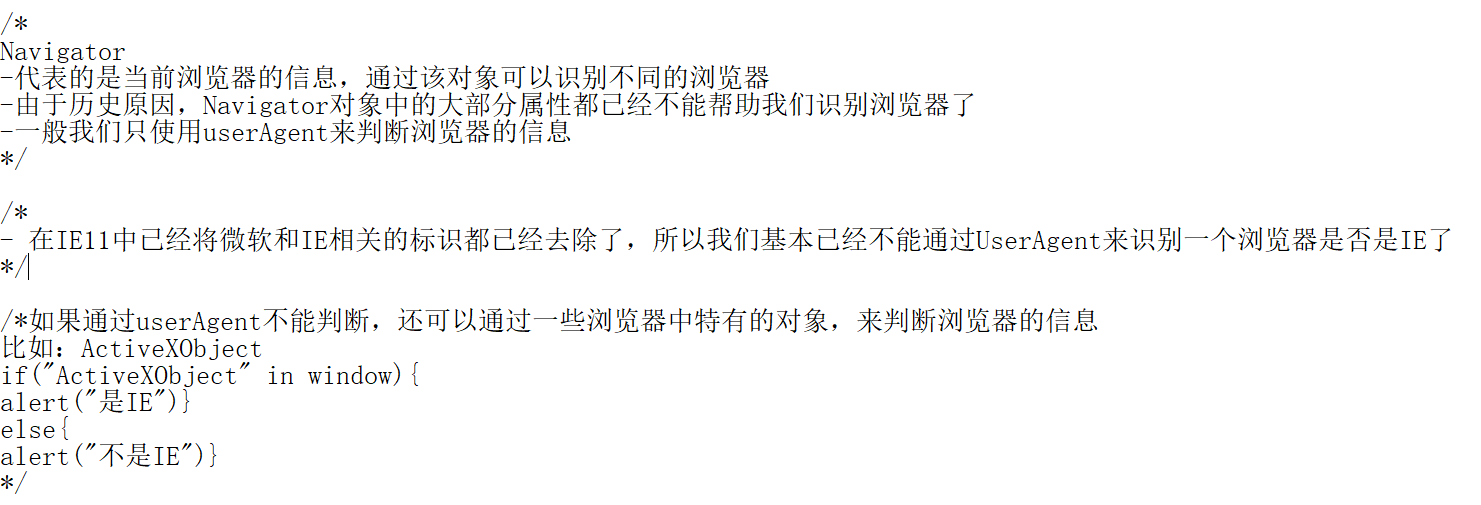 /*
Navigator
-代表的是当前浏览器的信息，通过该对象可以识别不同的浏览器
-由于历史原因，Navigator对象中的大部分属性都已经不能帮助我们识别浏览器了
-一般我们只使用userAgent来判断浏览器的信息
*/
/*
- 在IE11中已经将微软和IE相关的标识都已经去除了，所以我们基本已经不能通过UserAgent来识别一个浏览器是否是IE了
*/
/*如果通过userAgent不能判断，还可以通过一些浏览器中特有的对象，来判断浏览器的信息
比如：ActiveXObject
if("ActiveXObject" in window){
alert("是IE")}
else{
alert("不是IE")}
*/